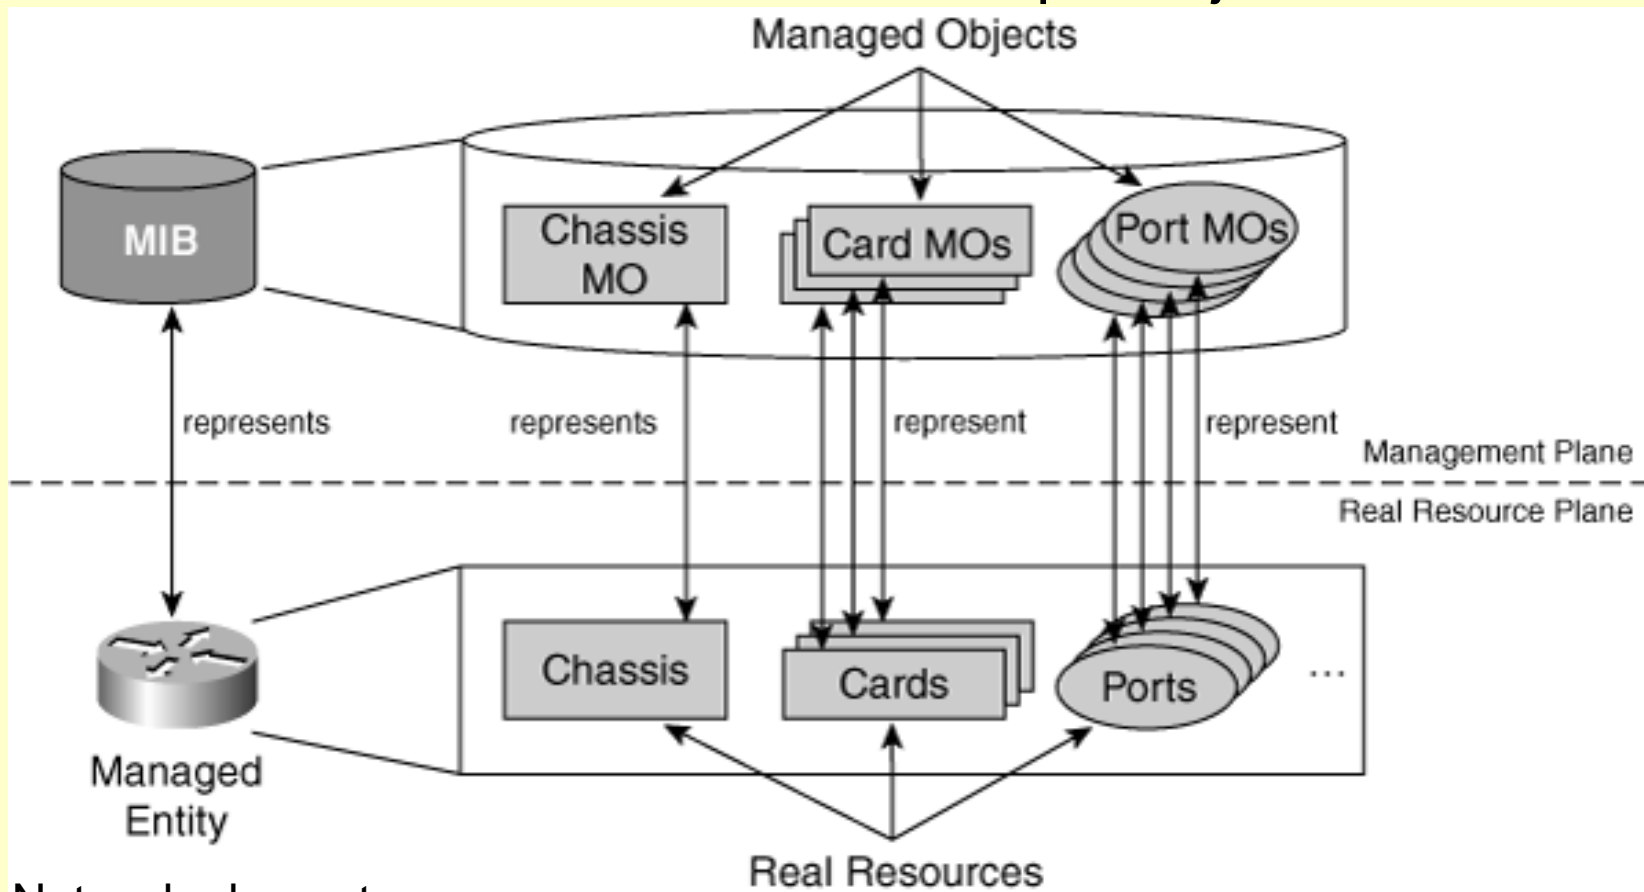 Managed Objects
MIB
Chassis
MO
Card MOs
Port MOs
represents
represents
represent
represent
Management Plane
Real Resource Plane
Chassis
Cards
Ports
...
Managed
Entity
Real Resources